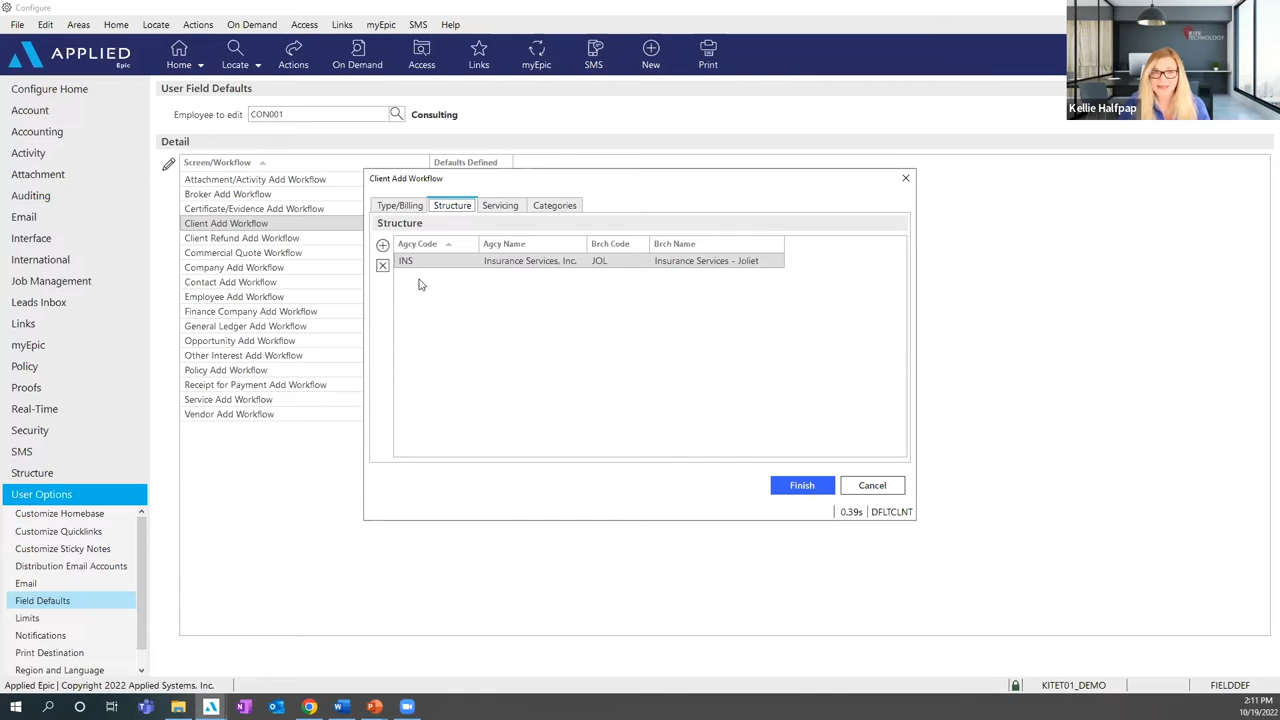 Configure
File Edit Areas Home Locate Actions On Demand Access Links myEpic SMS Help
APPLIED
Epic
Home Locate Actions On Demand Access Links myEpic SMS New Print
KITE
TECHNOLOGY
Kellie Halfpap
Configure Home
Account
Accounting
Activity
Attachment
Auditing
Email
Interface
International
Job Management
Leads Inbox
Links
myEpic
Policy
Proofs
Real-Time
Security
SMS
Structure
User Options
Customize Homebase
Customize Quicklinks
Customize Sticky Notes
Distribution Email Accounts
Email
Field Defaults
Limits
Notifications
Print Destination
Region and Language
User Field Defaults
Employee to edit CON001 Consulting
Detail
Screen/Workflow Defaults Defined
Attachment/Activity Add Workflow
Broker Add Workflow
Certificate/Evidence Add Workflow
Client Add Workflow
Client Refund Add Workflow
Commercial Quote Workflow
Company Add Workflow
Contact Add Workflow
Employee Add Workflow
Finance Company Add Workflow
General Ledger Add Workflow
Opportunity Add Workflow
Other Interest Add Workflow
Policy Add Workflow
Receipt for Payment Add Workflow
Service Add Workflow
Vendor Add Workflow
Client Add Workflow
Type/Billing Structure Servicing Categories
Structure
Agcy Code Agcy Name Brch Code Brch Name
INS Insurance Services, Inc. JOL Insurance Services - Joliet
Finish Cancel
0.39s DFLTCLNT
Applied Epic | Copyright 2022 Applied Systems, Inc. KITET01_DEMO FIELDDEF
2:11 PM
10/19/2022